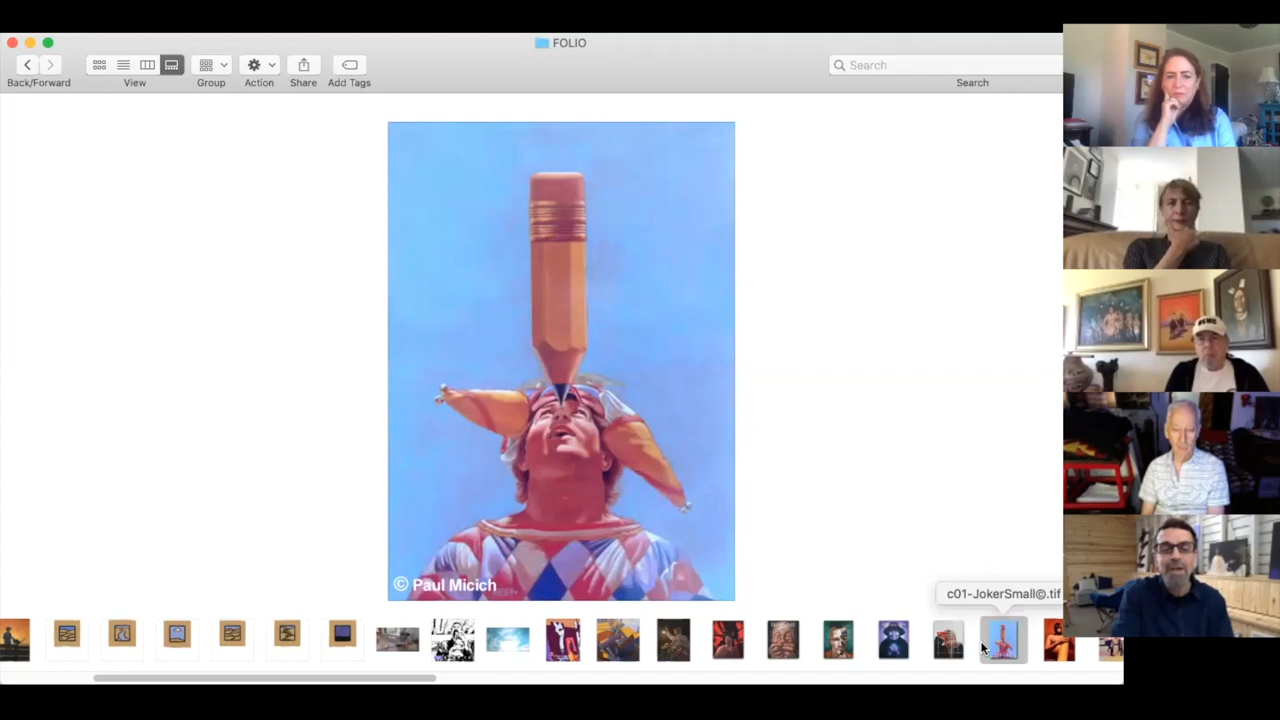 FOLIO
Back/Forward
View
Group
Action
Share
Add Tags
Search
Search
© Paul Micich
c01-JokerSmall©.tif